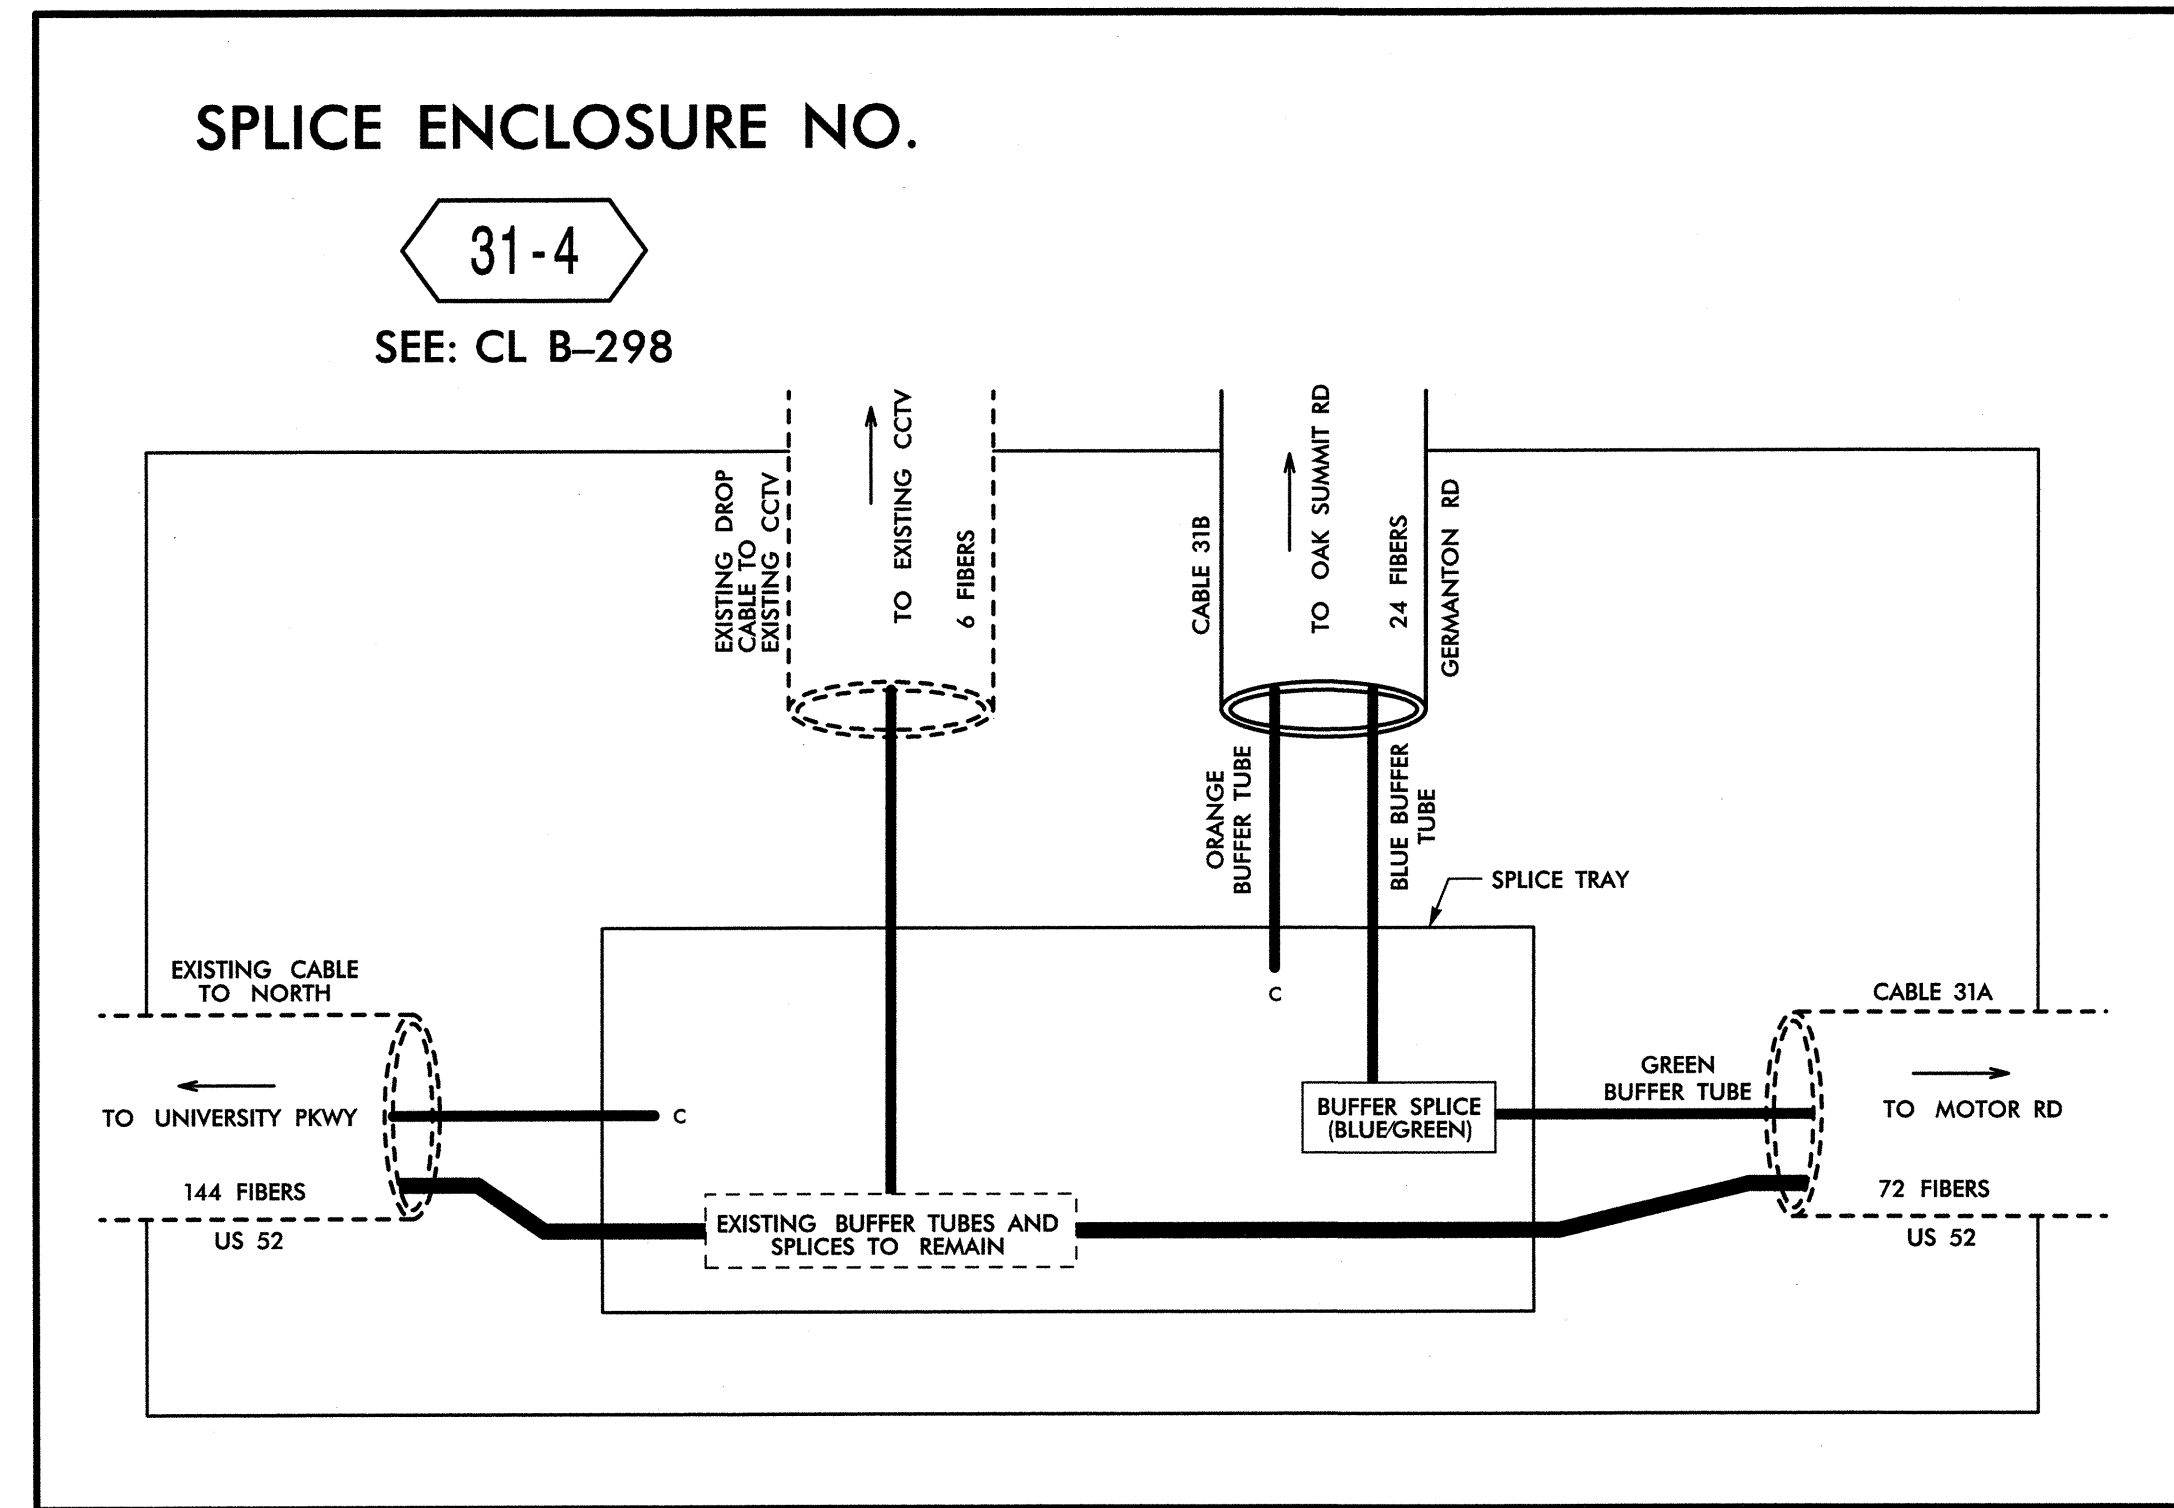 SPLICE ENCLOSURE NO.
31-4
SEE: CL B-298
EXISTING DROP
CABLE TO
EXISTING CCTV
TO EXISTING CCTV
6 FIBERS
CABLE 31B
TO OAK SUMMIT RD
24 FIBERS
GERMANTON RD
ORANGE
BUFFER TUBE
BLUE BUFFER
TUBE
SPLICE TRAY
EXISTING CABLE
TO NORTH
TO UNIVERSITY PKWY
144 FIBERS
US 52
C
C
BUFFER SPLICE
(BLUE/GREEN)
GREEN
BUFFER TUBE
CABLE 31A
TO MOTOR RD
72 FIBERS
US 52
EXISTING BUFFER TUBES AND
SPLICES TO REMAIN